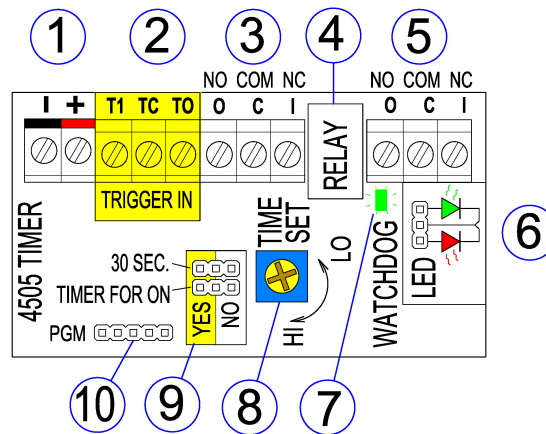 1 2 3 4 5
NO COM NC NO COM NC
- + T1 TC TO O C I O C I
TRIGGER IN
RELAY
4505 TIMER
30 SEC.
TIMER FOR ON
YES
NO
PGM
TIME
SET
LO
HI
WATCHDOG
LED
6
10 9 8 7